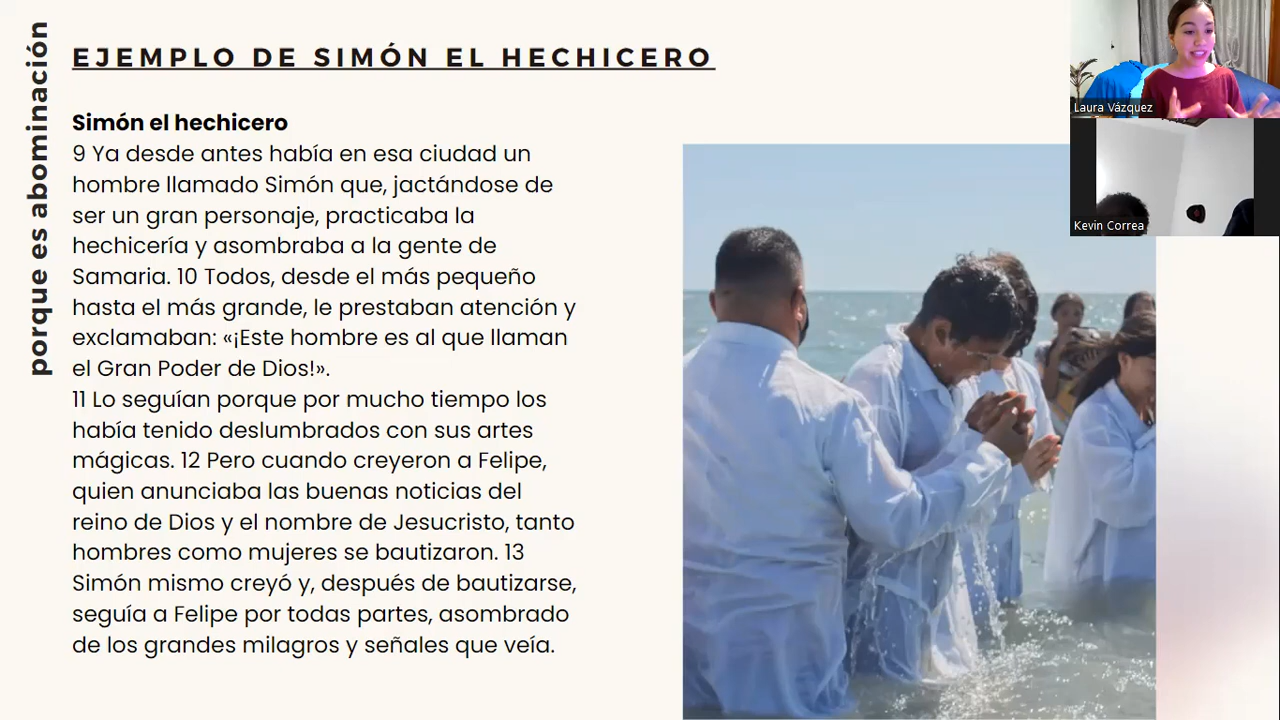 porque es abominación
EJEMPLO DE SIMÓN EL HECHICERO
Simón el hechicero
9 Ya desde antes había en esa ciudad un
hombre llamado Simón que, jactándose de
ser un gran personaje, practicaba la
hechicería y asombraba a la gente de
Samaria. 10 Todos, desde el más pequeño
hasta el más grande, le prestaban atención y
exclamaban: «¡Este hombre es al que llaman
el Gran Poder de Dios!».
11 Lo seguían porque por mucho tiempo los
había tenido deslumbrados con sus artes
mágicas. 12 Pero cuando creyeron a Felipe,
quien anunciaba las buenas noticias del
reino de Dios y el nombre de Jesucristo, tanto
hombres como mujeres se bautizaron. 13
Simón mismo creyó y, después de bautizarse,
seguía a Felipe por todas partes, asombrado
de los grandes milagros y señales que veía.
Laura Vázquez
Kevin Correa